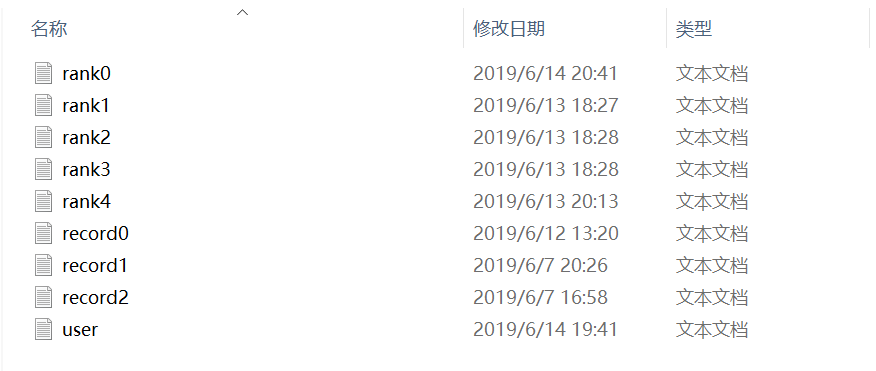 名称 修改日期 类型
rank0 2019/6/14 20:41 文本文档
rank1 2019/6/13 18:27 文本文档
rank2 2019/6/13 18:28 文本文档
rank3 2019/6/13 18:28 文本文档
rank4 2019/6/13 20:13 文本文档
record0 2019/6/12 13:20 文本文档
record1 2019/6/7 20:26 文本文档
record2 2019/6/7 16:58 文本文档
user 2019/6/14 19:41 文本文档